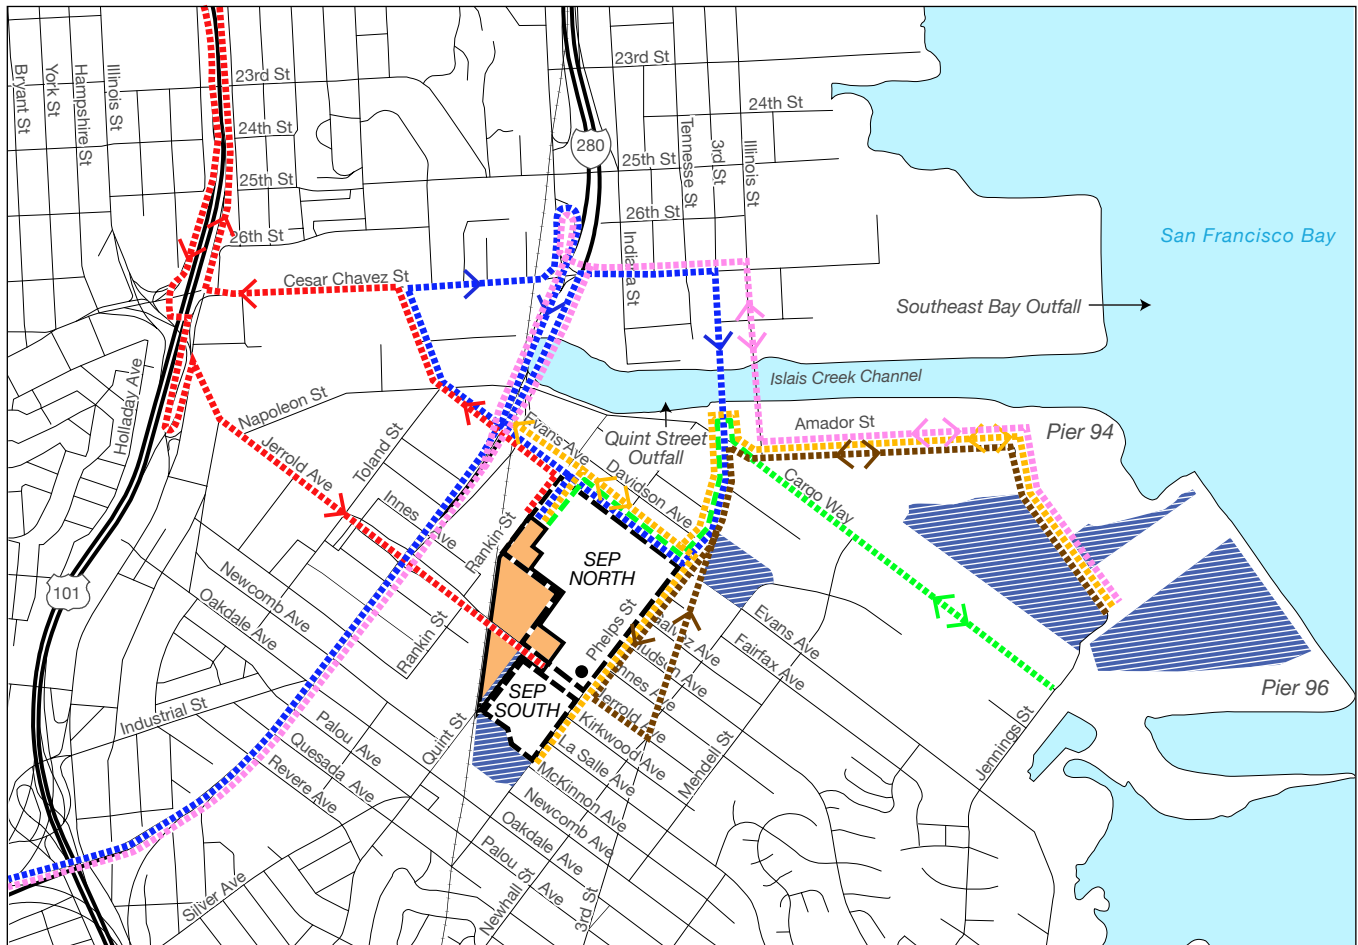 Bryant St
York St
Hampshire St
Illinois St
23rd St
24th St
25th St
26th St
Cesar Chavez St
280
23rd St
24th St
25th St
26th St
Tennesse St
3rd St
Illinois St
Indiana St
San Francisco Bay
Southeast Bay Outfall
Islais Creek Channel
Quint Street
Outfall
Amador St
Pier 94
Cargo Way
Holladay Ave
Napoleon St
Jerrold Ave
Toland St
Innes Ave
Evans Ave
Davidson Ave
Rankin St
SEP
NORTH
101
Newcomb Ave
Oakdale Ave
Rankin St
Phelps St
Galvez Ave
Hudson Ave
Innes Ave
Jerrold Ave
Evans Ave
Fairfax Ave
SEP
SOUTH
Pier 96
Industrial St
Palou Ave
Quesada Ave
Revere Ave
Quint St
Kirkwood Ave
La Salle Ave
McKinnon Ave
Newcomb Ave
Oakdale Ave
Palou Ave
Mendell St
Jennings St
Silver Ave
Newhall St
3rd St